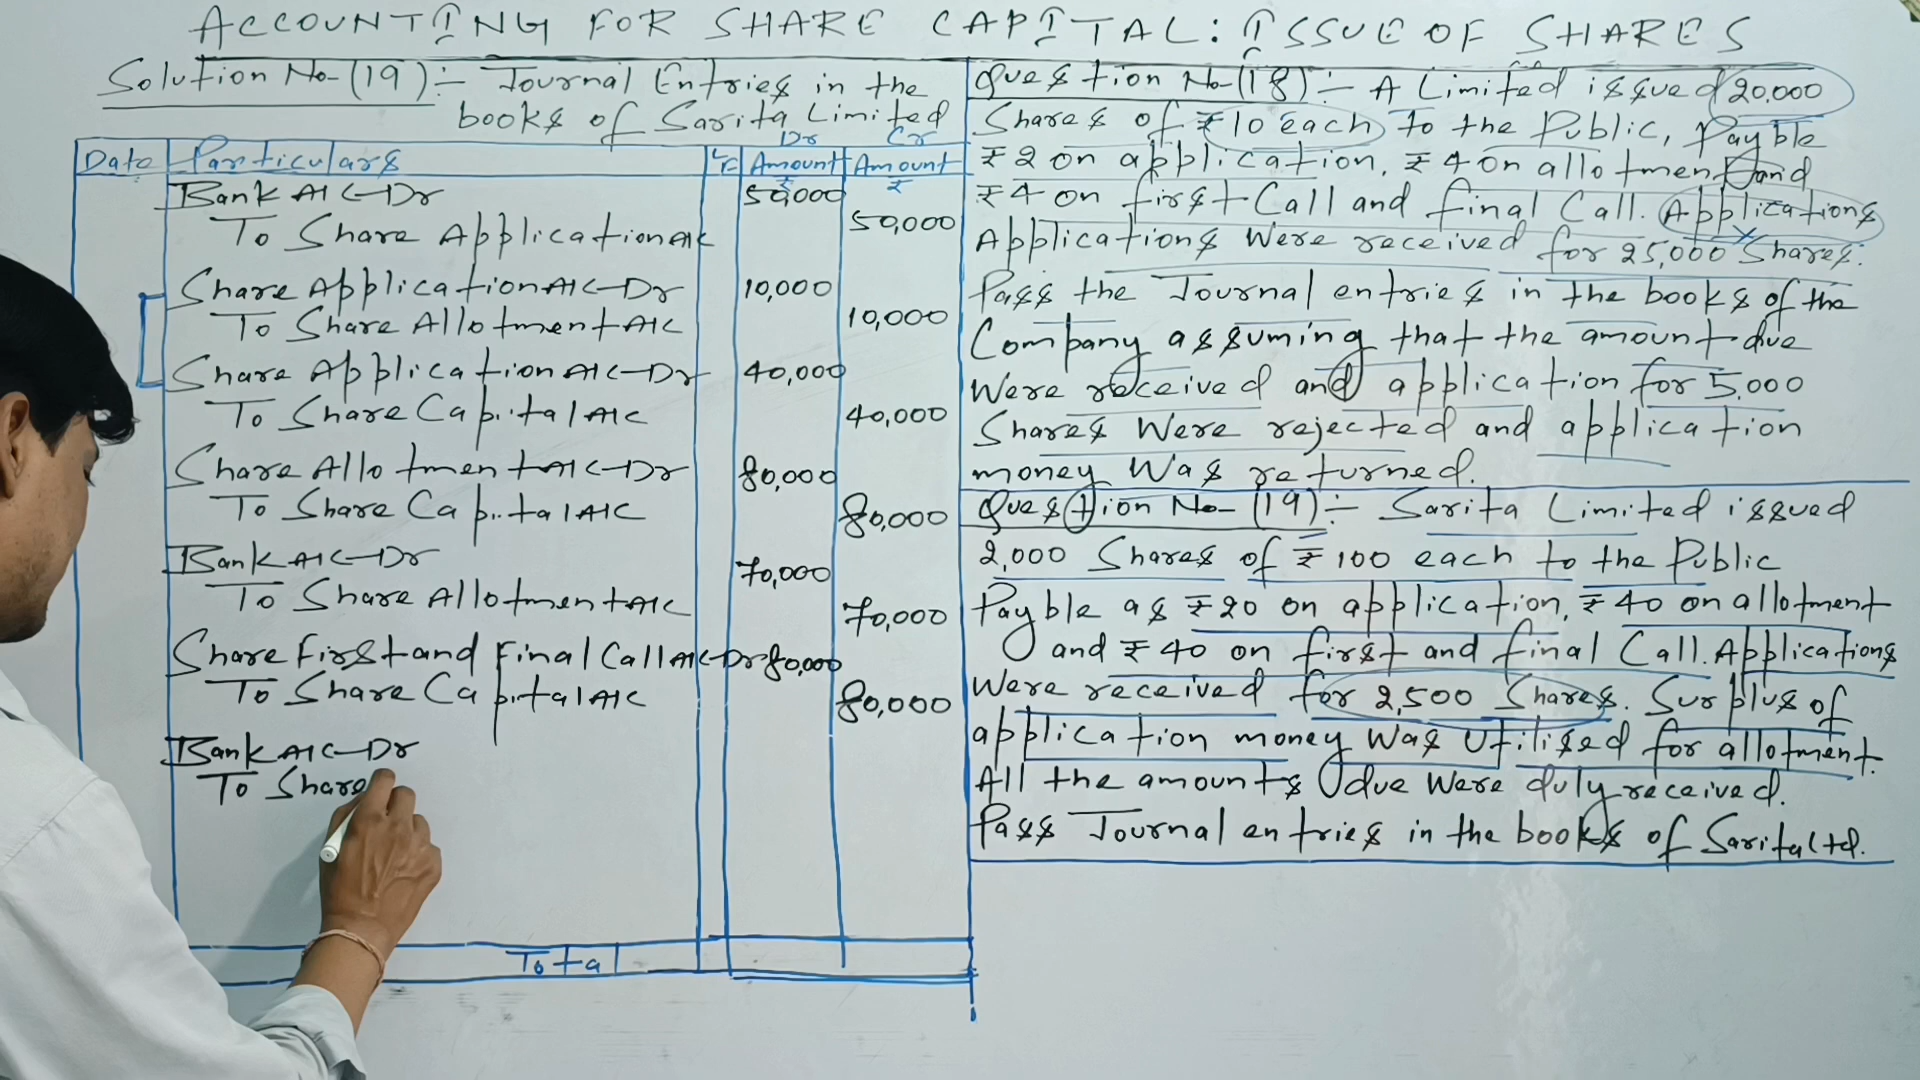 ACCOUNTING FOR SHARE CAPITAL: ISSUE OF SHARES
Solution No-(19):- Journal Entries in the
books of Sarita Limited
Dr Cr
Date Particulars L.F Amount ₹ Amount ₹
Bank A/C-Dr 50,000
To Share Application A/C 50,000
Share Application A/C-Dr 10,000
To Share Allotment A/C 10,000
Share Application A/C-Dr 40,000
To Share Capital A/C 40,000
Share Allotment A/C-Dr 80,000
To Share Capital A/C 80,000
Bank A/C-Dr 70,000
To Share Allotment A/C 70,000
Share First and Final Call A/C-Dr 80,000
To Share Capital A/C 80,000
Bank A/C-Dr
To Share
Total
Question No-(18):- A Limited issued 20,000
Shares of ₹10 each to the Public, Payble
₹2 on application, ₹4 on allotment and
₹4 on first Call and final Call. Applications
Applications Were received for 25,000 Shares.
Pass the Journal entries in the books of the
Company assuming that the amount due
Were received and application for 5,000
Shares Were rejected and application
money Was returned.
Question No-(19):- Sarita Limited issued
2,000 Shares of ₹100 each to the Public
Payble as ₹20 on application, ₹40 on allotment
and ₹40 on first and final Call. Applications
Were received for 2,500 Shares. Surplus of
application money Was Utilised for allotment.
All the amounts due Were duly received.
Pass Journal entries in the books of Sarita Ltd.